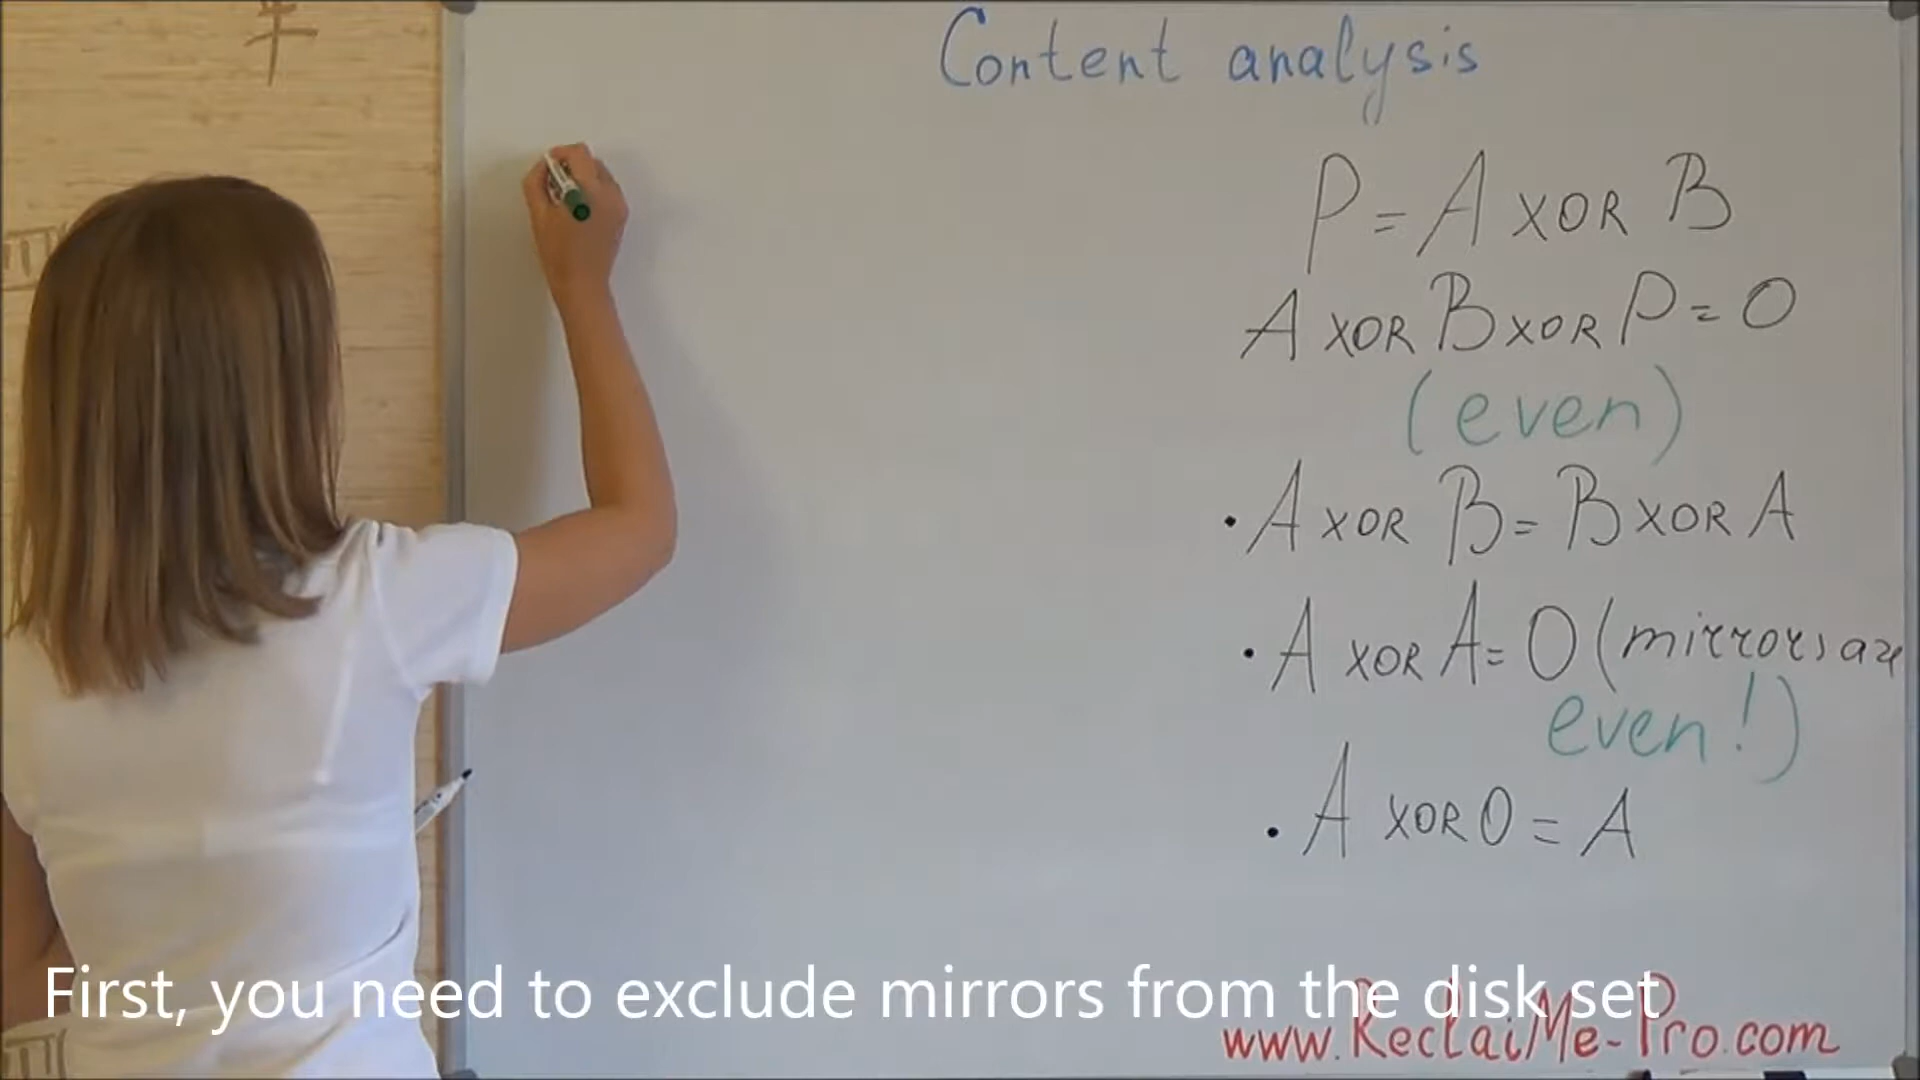 Content analysis
P = A XOR B
A XOR B XOR P = 0
(even)
• A XOR B = B XOR A
• A XOR A = 0 (mirrors are
even!)
• A XOR 0 = A
First, you need to exclude mirrors from the disk set
www.ReclaiMe-Pro.com